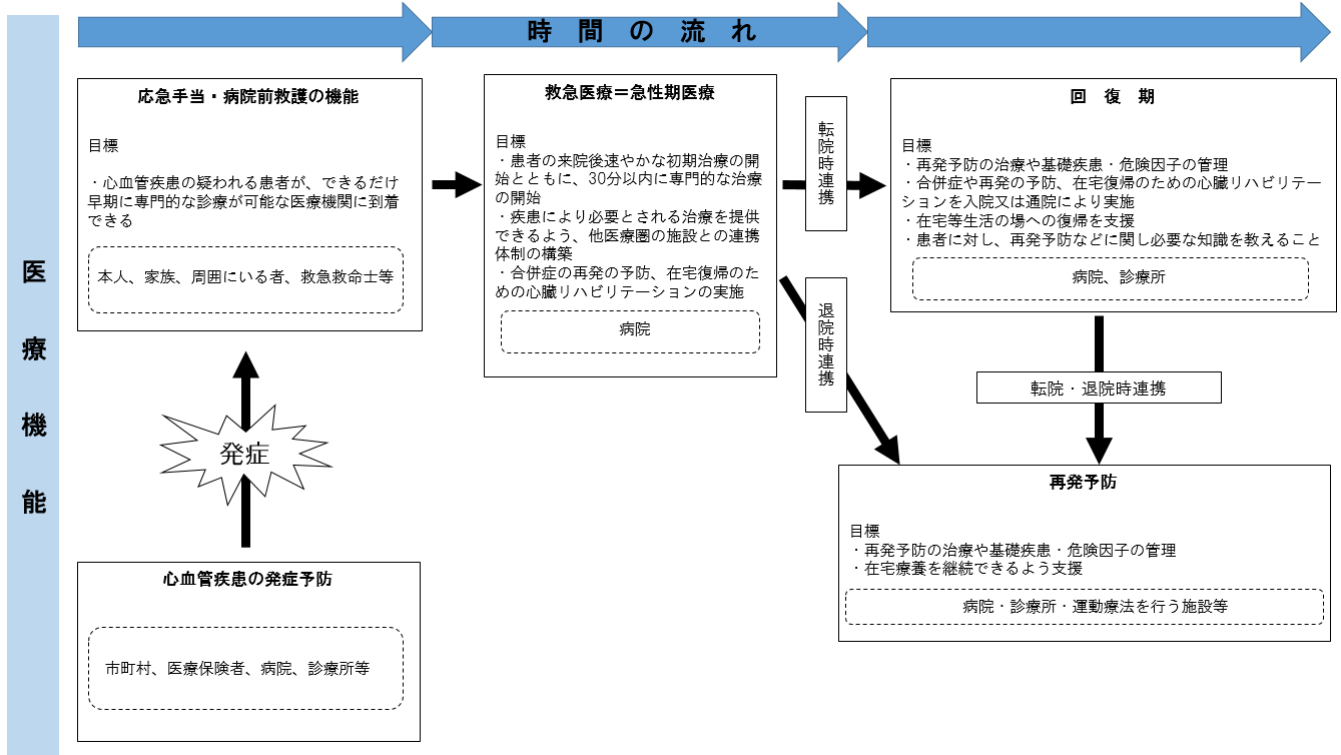 時間の流れ
医療機能
応急手当・病院前救護の機能
目標
・心血管疾患の疑われる患者が、できるだけ
早期に専門的な診療が可能な医療機関に到着
できる
本人、家族、周囲にいる者、救急救命士等
発症
心血管疾患の発症予防
市町村、医療保険者、病院、診療所等
救急医療＝急性期医療
目標
・患者の来院後速やかな初期治療の開
始とともに、30分以内に専門的な治療
の開始
・疾患により必要とされる治療を提供
できるよう、他医療圏の施設との連携
体制の構築
・合併症の再発の予防、在宅復帰のた
めの心臓リハビリテーションの実施
病院
転院時連携
退院時連携
回復期
目標
・再発予防の治療や基礎疾患・危険因子の管理
・合併症や再発の予防、在宅復帰のための心臓リハビリテー
ションを入院又は通院により実施
・在宅等生活の場への復帰を支援
・患者に対し、再発予防などに関し必要な知識を教えること
病院、診療所
転院・退院時連携
再発予防
目標
・再発予防の治療や基礎疾患・危険因子の管理
・在宅療養を継続できるよう支援
病院・診療所・運動療法を行う施設等